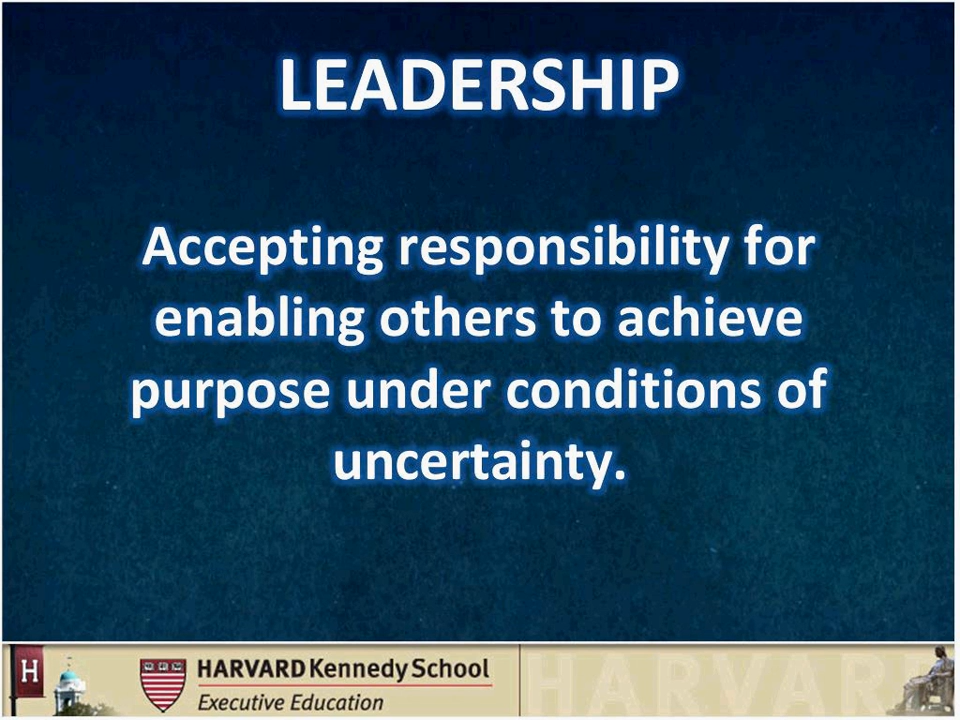 LEADERSHIP
Accepting responsibility for
enabling others to achieve
purpose under conditions of
uncertainty.
H
HARVARD Kennedy School
Executive Education
HARVAR